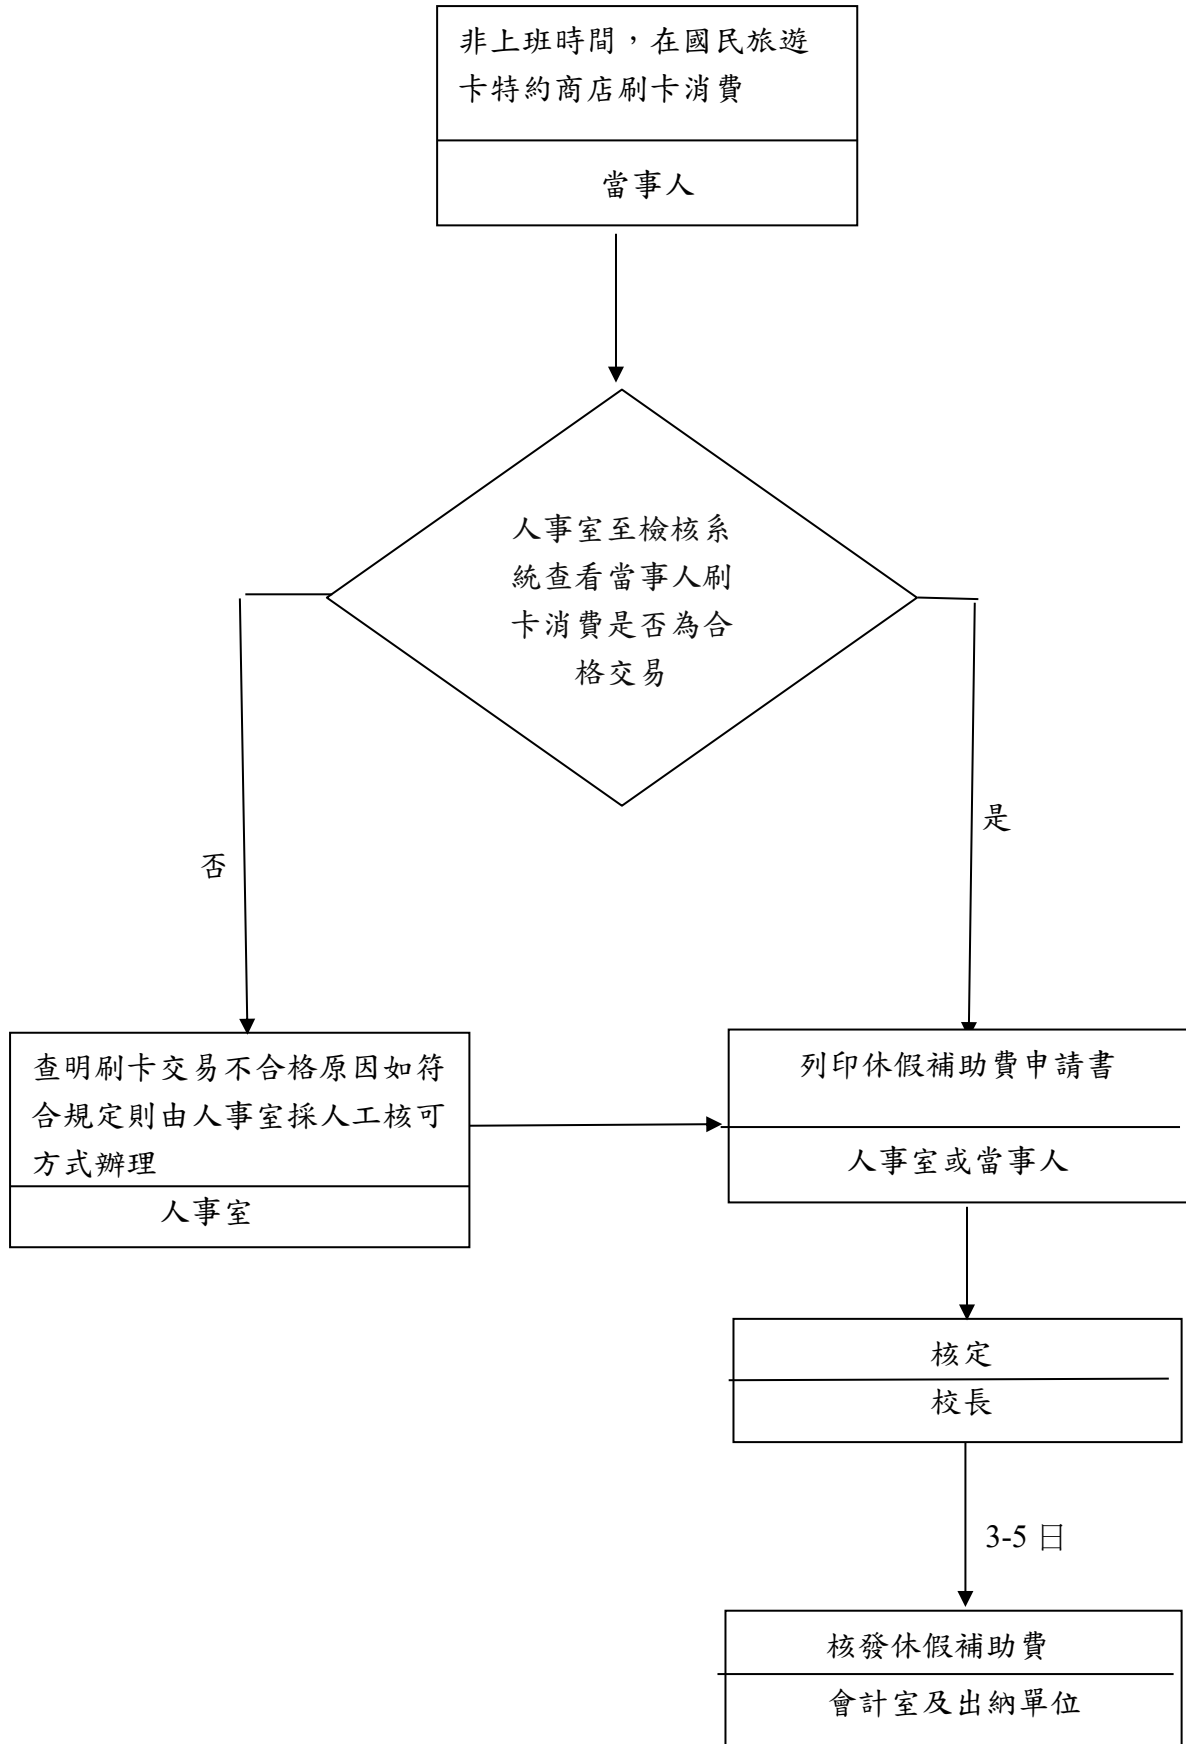 非上班時間，在國民旅遊
卡特約商店刷卡消費
當事人
人事室至檢核系
統查看當事人刷
卡消費是否為合
格交易
是
否
查明刷卡交易不合格原因如符
合規定則由人事室採人工核可
方式辦理
人事室
列印休假補助費申請書
人事室或當事人
核定
校長
3-5 日
核發休假補助費
會計室及出納單位